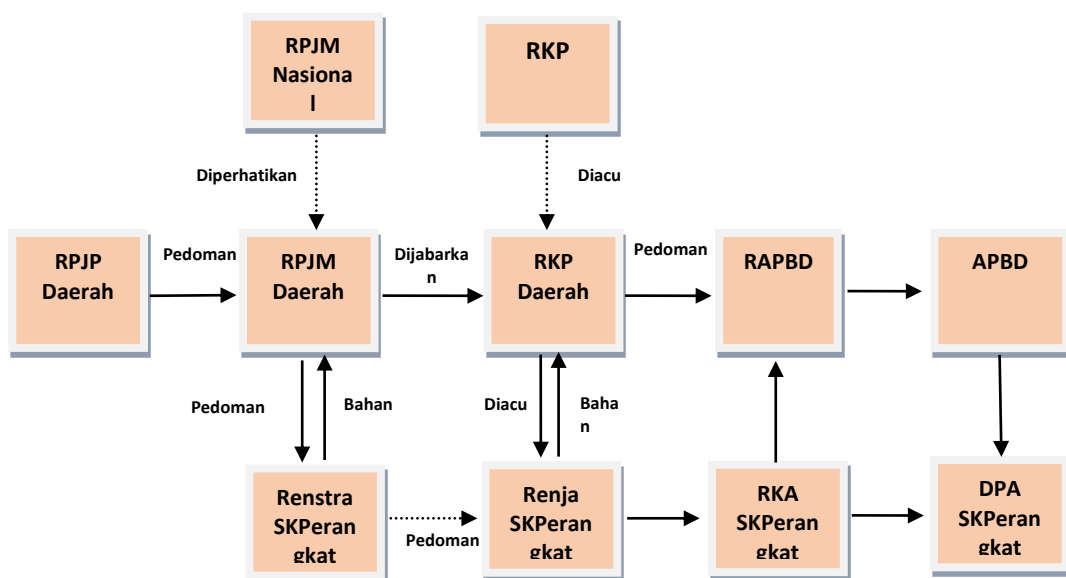 RPJM
Nasiona
l
RKP
Diperhatikan
Diacu
RPJP
Daerah
Pedoman
RPJM
Daerah
Dijabarka
n
RKP
Daerah
Pedoman
RAPBD
APBD
Pedoman
Bahan
Diacu
Baha
n
Renstra
SKPeran
gkat
Pedoman
Renja
SKPeran
gkat
RKA
SKPeran
gkat
DPA
SKPeran
gkat